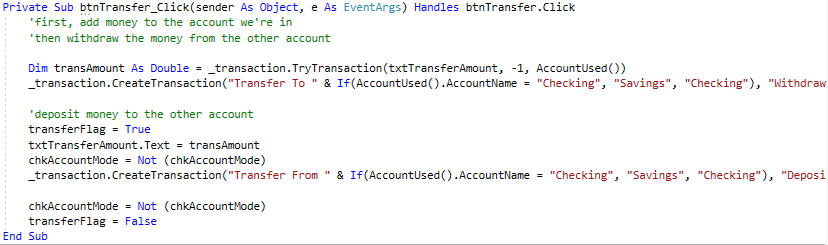 Private Sub btnTransfer_Click(sender As Object, e As EventArgs) Handles btnTransfer.Click
'first, add money to the account we're in
'then withdraw the money from the other account
Dim transAmount As Double = _transaction.TryTransaction(txtTransferAmount, -1, AccountUsed())
_transaction.CreateTransaction("Transfer To " & If(AccountUsed().AccountName = "Checking", "Savings", "Checking"), "Withdraw
'deposit money to the other account
transferFlag = True
txtTransferAmount.Text = transAmount
chkAccountMode = Not (chkAccountMode)
_transaction.CreateTransaction("Transfer From " & If(AccountUsed().AccountName = "Checking", "Savings", "Checking"), "Deposi
chkAccountMode = Not (chkAccountMode)
transferFlag = False
End Sub